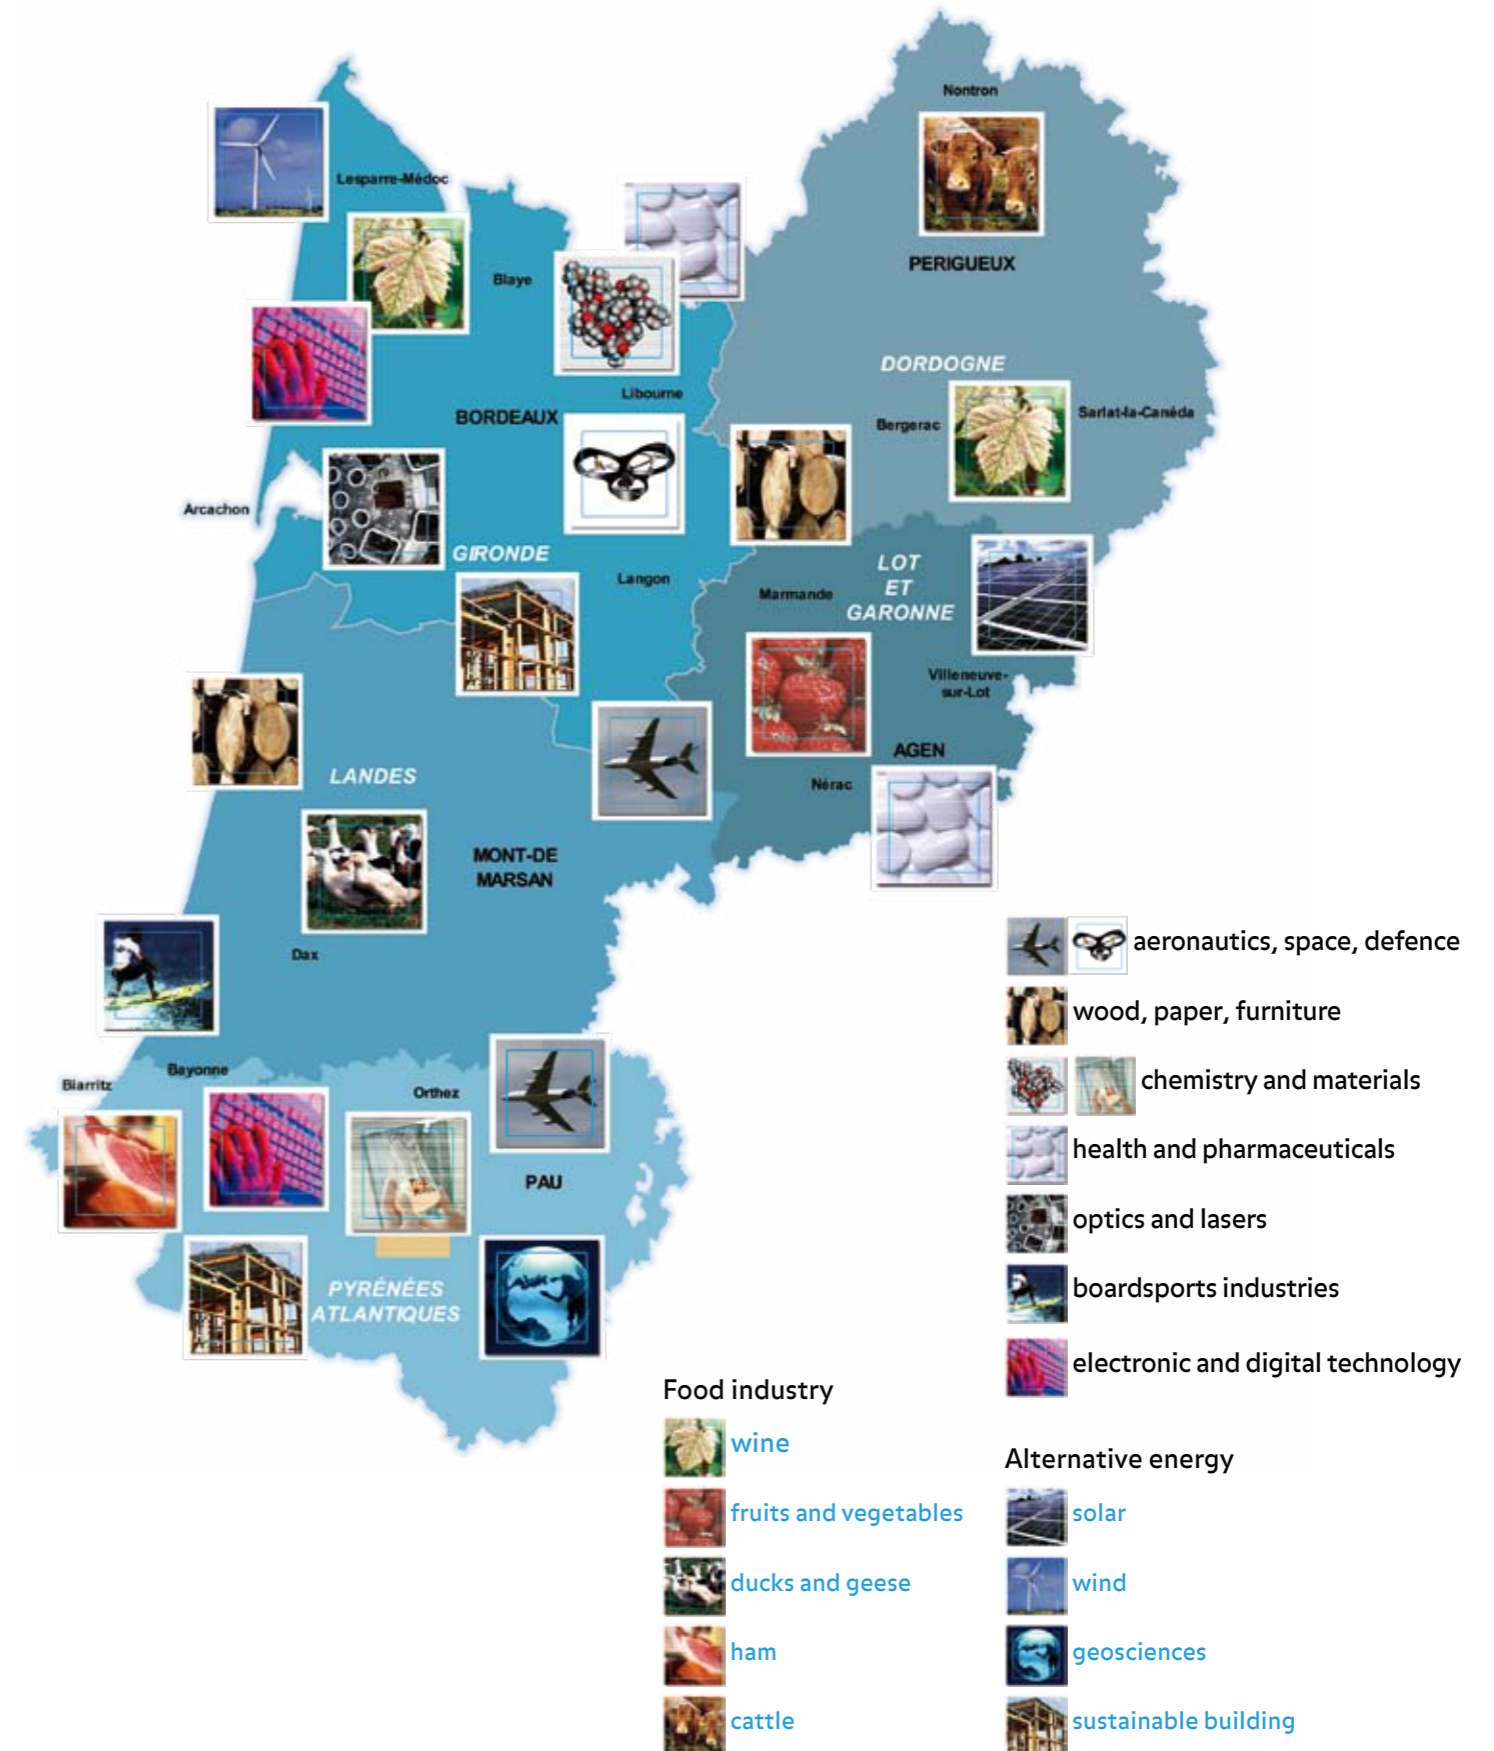 Nontron
Lesparre-Médoc
PERIGUEUX
Blaye
DORDOGNE
Libourne
BORDEAUX
Sarlat-la-Canéda
Bergerac
Arcachon
GIRONDE
LOT
ET
GARONNE
Langon
Marmande
Villeneuve-
sur-Lot
AGEN
LANDES
Nérac
MONT-DE
MARSAN
Dax
Bayonne
Biarritz
Orthez
PAU
PYRÉNÉES
ATLANTIQUES
aeronautics, space, defence
wood, paper, furniture
chemistry and materials
health and pharmaceuticals
optics and lasers
boardsports industries
electronic and digital technology
Food industry
wine
fruits and vegetables
ducks and geese
ham
cattle
Alternative energy
solar
wind
geosciences
sustainable building